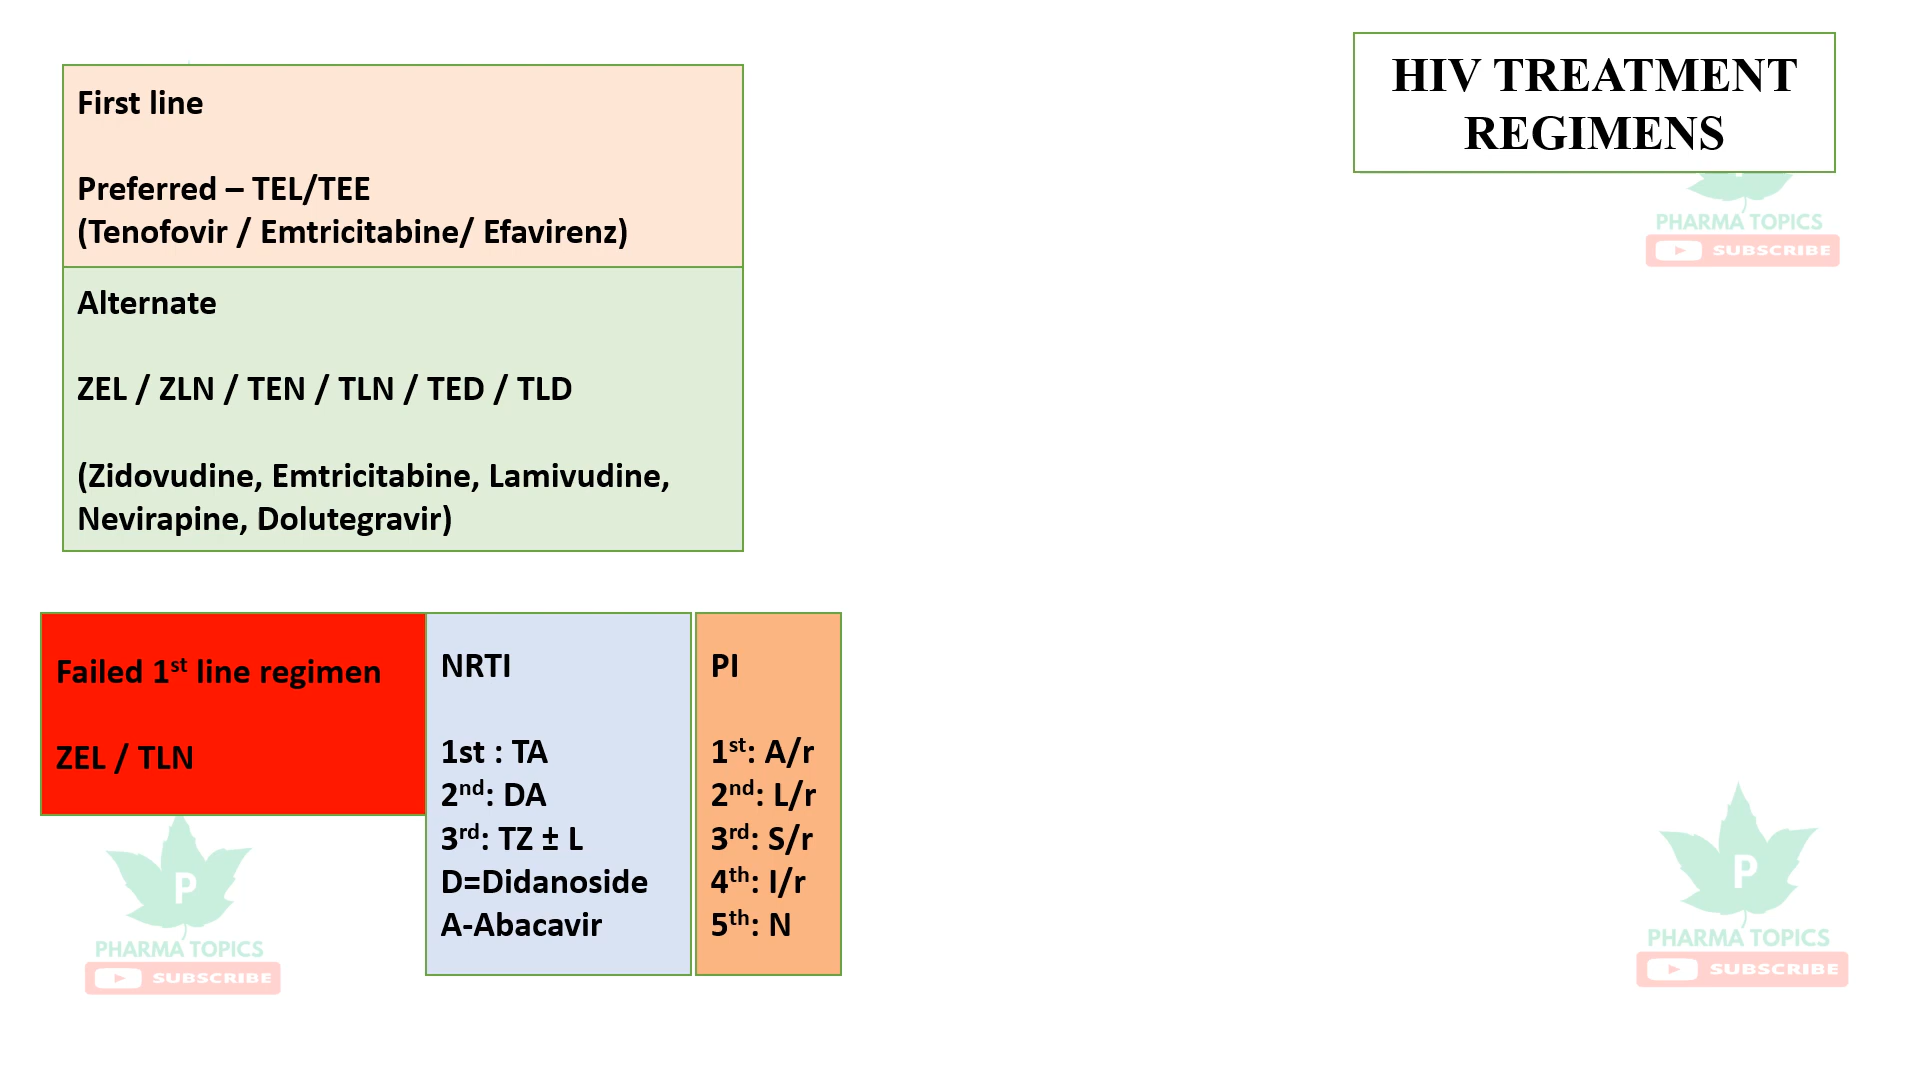 HIV TREATMENT
REGIMENS
First line
Preferred – TEL/TEE
(Tenofovir / Emtricitabine/ Efavirenz)
Alternate
ZEL / ZLN / TEN / TLN / TED / TLD
(Zidovudine, Emtricitabine, Lamivudine,
Nevirapine, Dolutegravir)
Failed 1st line regimen
ZEL / TLN
NRTI
1st : TA
2nd: DA
3rd: TZ ± L
D=Didanoside
A-Abacavir
PI
1st: A/r
2nd: L/r
3rd: S/r
4th: I/r
5th: N
PHARMA TOPICS
SUBSCRIBE
P
PHARMA TOPICS
SUBSCRIBE
P
PHARMA TOPICS
SUBSCRIBE